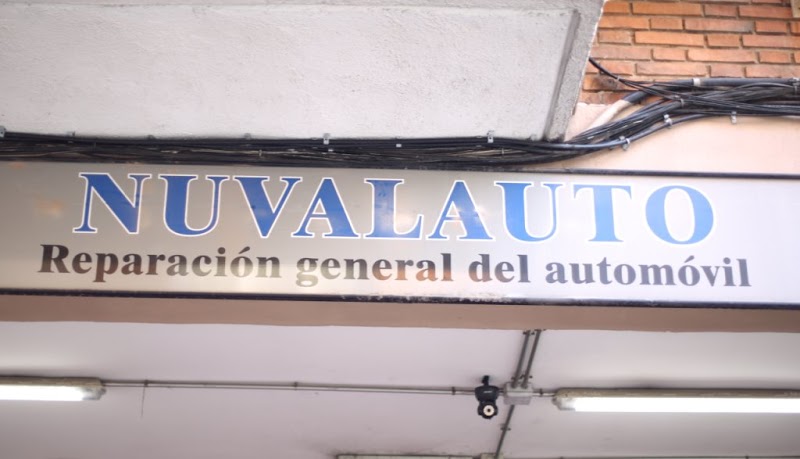 NUVALAUTO
Reparación general del automóvil